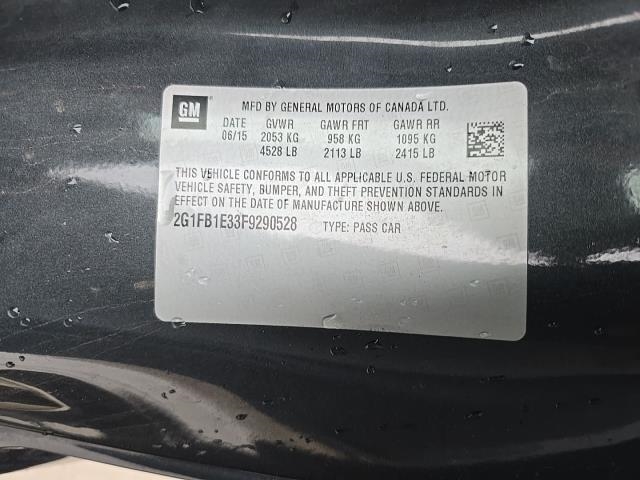 GM
MFD BY GENERAL MOTORS OF CANADA LTD.
DATE GVWR GAWR FRT GAWR RR
06/15 2053 KG 958 KG 1095 KG
4528 LB 2113 LB 2415 LB
THIS VEHICLE CONFORMS TO ALL APPLICABLE U.S. FEDERAL MOTOR
VEHICLE SAFETY, BUMPER, AND THEFT PREVENTION STANDARDS IN
EFFECT ON THE DATE OF MANUFACTURE SHOWN ABOVE.
2G1FB1E33F9290528 TYPE: PASS CAR